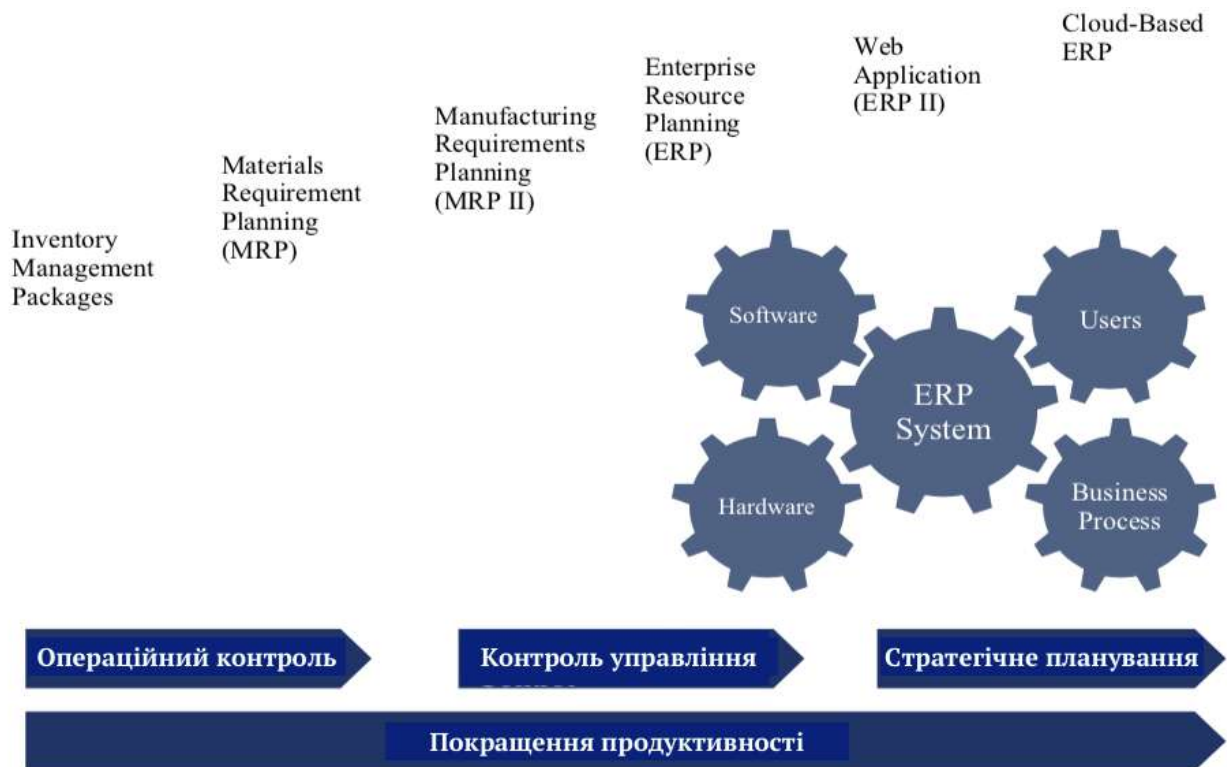 Inventory
Management
Packages
Materials
Requirement
Planning
(MRP)
Manufacturing
Requirements
Planning
(MRP II)
Enterprise
Resource
Planning
(ERP)
Web
Application
(ERP II)
Cloud-Based
ERP
Software
Users
ERP
System
Hardware
Business
Process
Операційний контроль
Контроль управління
Стратегічне планування
Покращення продуктивності